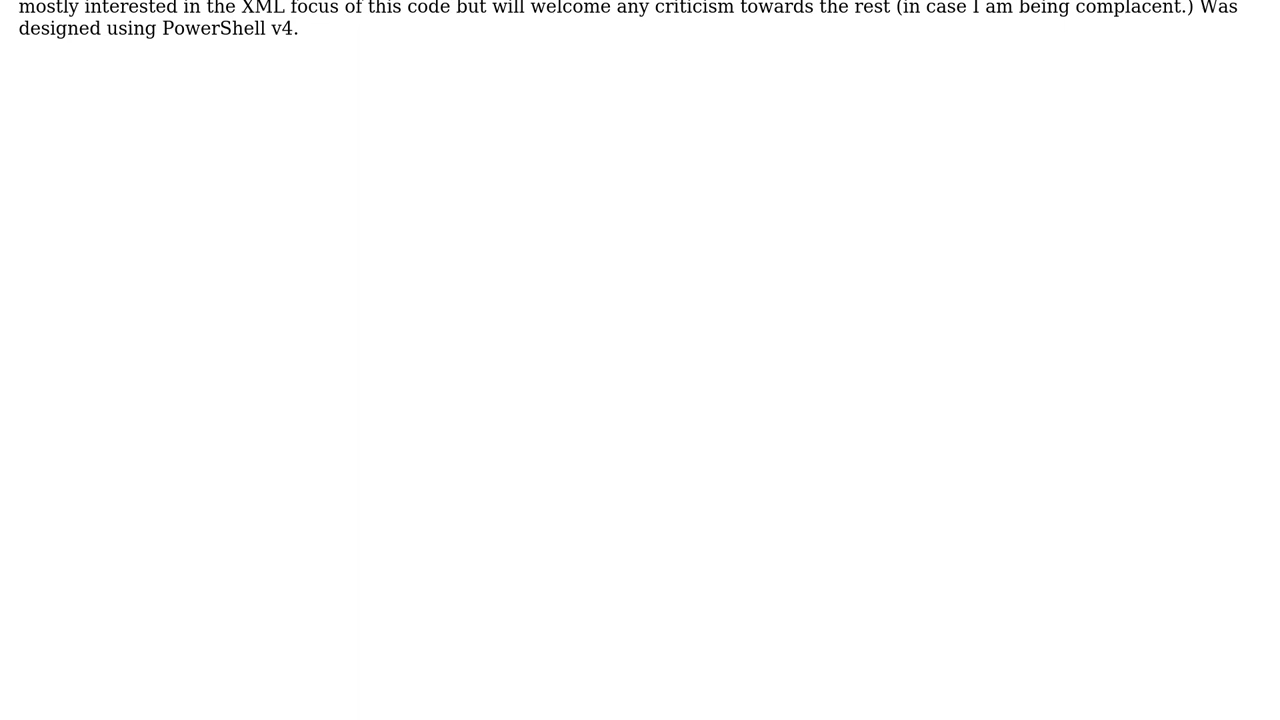 mostly interested in the XML focus of this code but will welcome any criticism towards the rest (in case I am being complacent.) Was
designed using PowerShell v4.